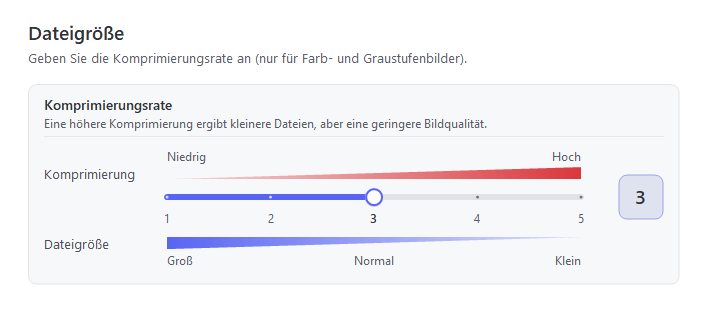 Dateigröße
Geben Sie die Komprimierungsrate an (nur für Farb- und Graustufenbilder).
Komprimierungsrate
Eine höhere Komprimierung ergibt kleinere Dateien, aber eine geringere Bildqualität.
Niedrig Hoch
Komprimierung
3
1 2 3 4 5
Dateigröße
Groß Normal Klein